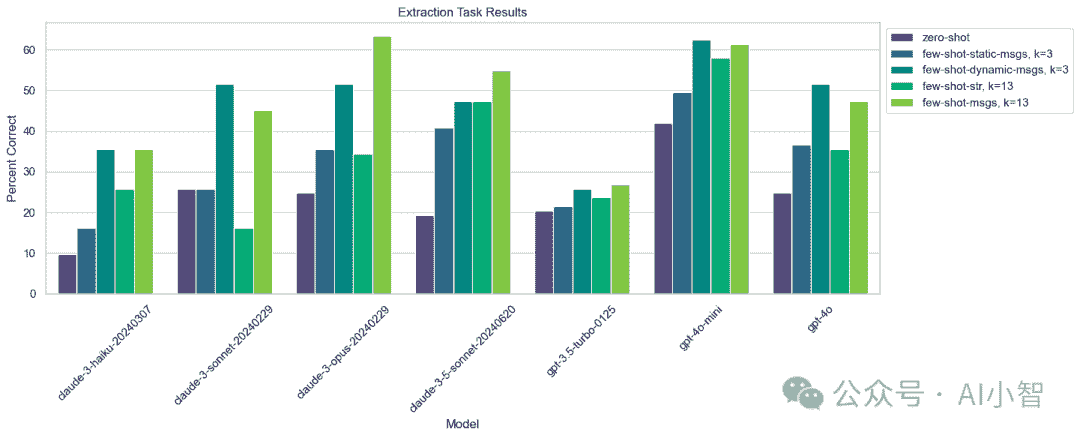 Extraction Task Results
Percent Correct
60
50
40
30
20
10
0
zero-shot
few-shot-static-msgs, k=3
few-shot-dynamic-msgs, k=3
few-shot-str, k=13
few-shot-msgs, k=13
claude-3-haiku-20240307
claude-3-sonnet-20240229
claude-3-opus-20240229
claude-3-5-sonnet-20240620
gpt-3.5-turbo-0125
gpt-4o-mini
gpt-4o
Model
公众号 · AI小智